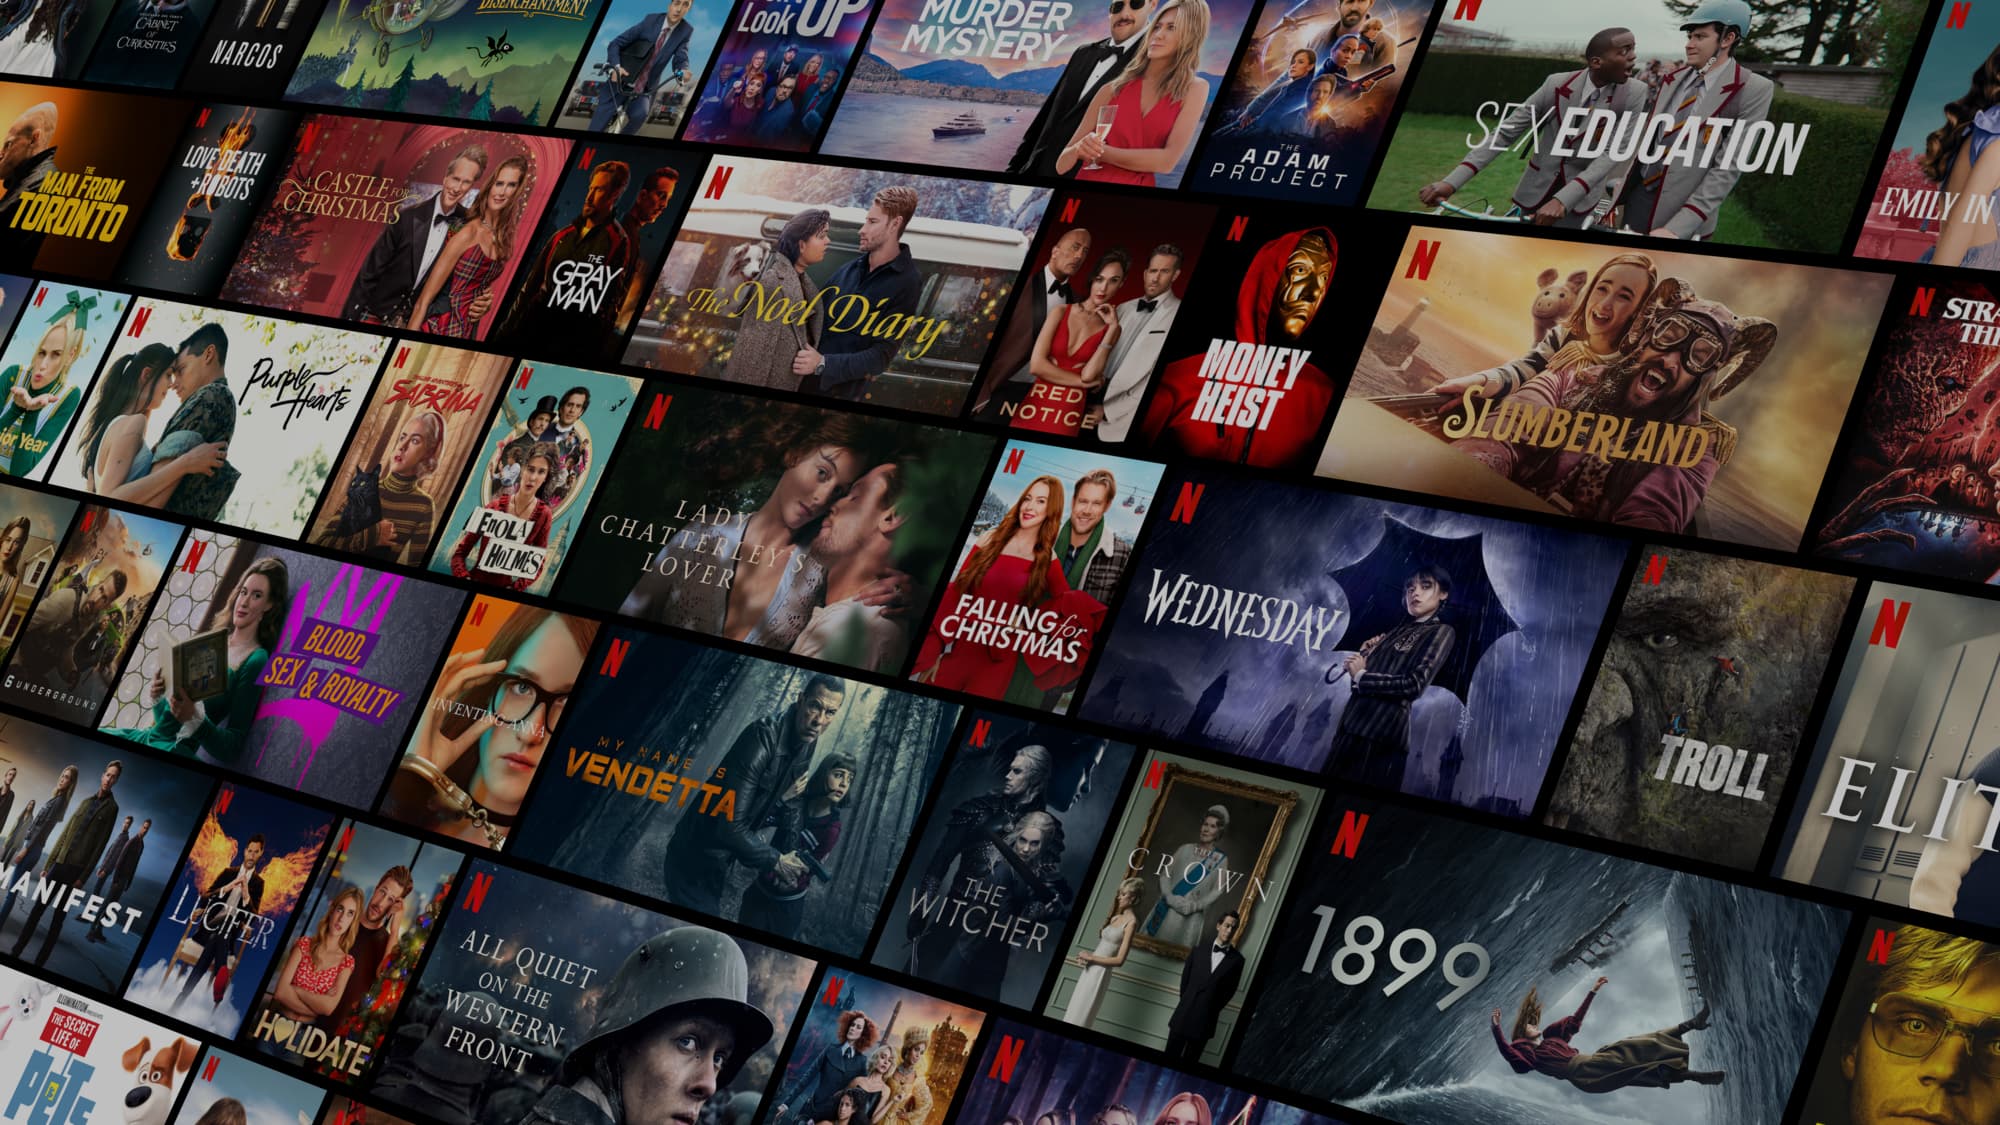 CABINET
OF
CURIOSITIES
NARCOS
DISENCHANTMENT
Look UP
MURDER
MYSTERY
THE
ADAM
PROJECT
SEX EDUCATION
EMILY IN
THE
MAN FROM
TORONTO
LOVE DEATH
+ ROBOTS
A CASTLE FOR
CHRISTMAS
THE
GRAY
MAN
The Noel Diary
RED
NOTICE
MONEY
HEIST
SLUMBERLAND
STRA
THI
ior Year
Purple
Hearts
SABRINA
ENOLA
HOLMES
LADY
CHATTERLEY'S
LOVER
FALLING for
CHRISTMAS
WEDNESDAY
TROLL
ELIT
6 UNDERGROUND
BLOOD,
SEX & ROYALTY
INVENTING ANNA
MY NAME IS
VENDETTA
THE
WITCHER
THE
CROWN
1899
MANIFEST
LUCIFER
HOLIDATE
ALL QUIET
ON THE
WESTERN
FRONT
ILLUMINATION
THE SECRET
LIFE OF
PETS